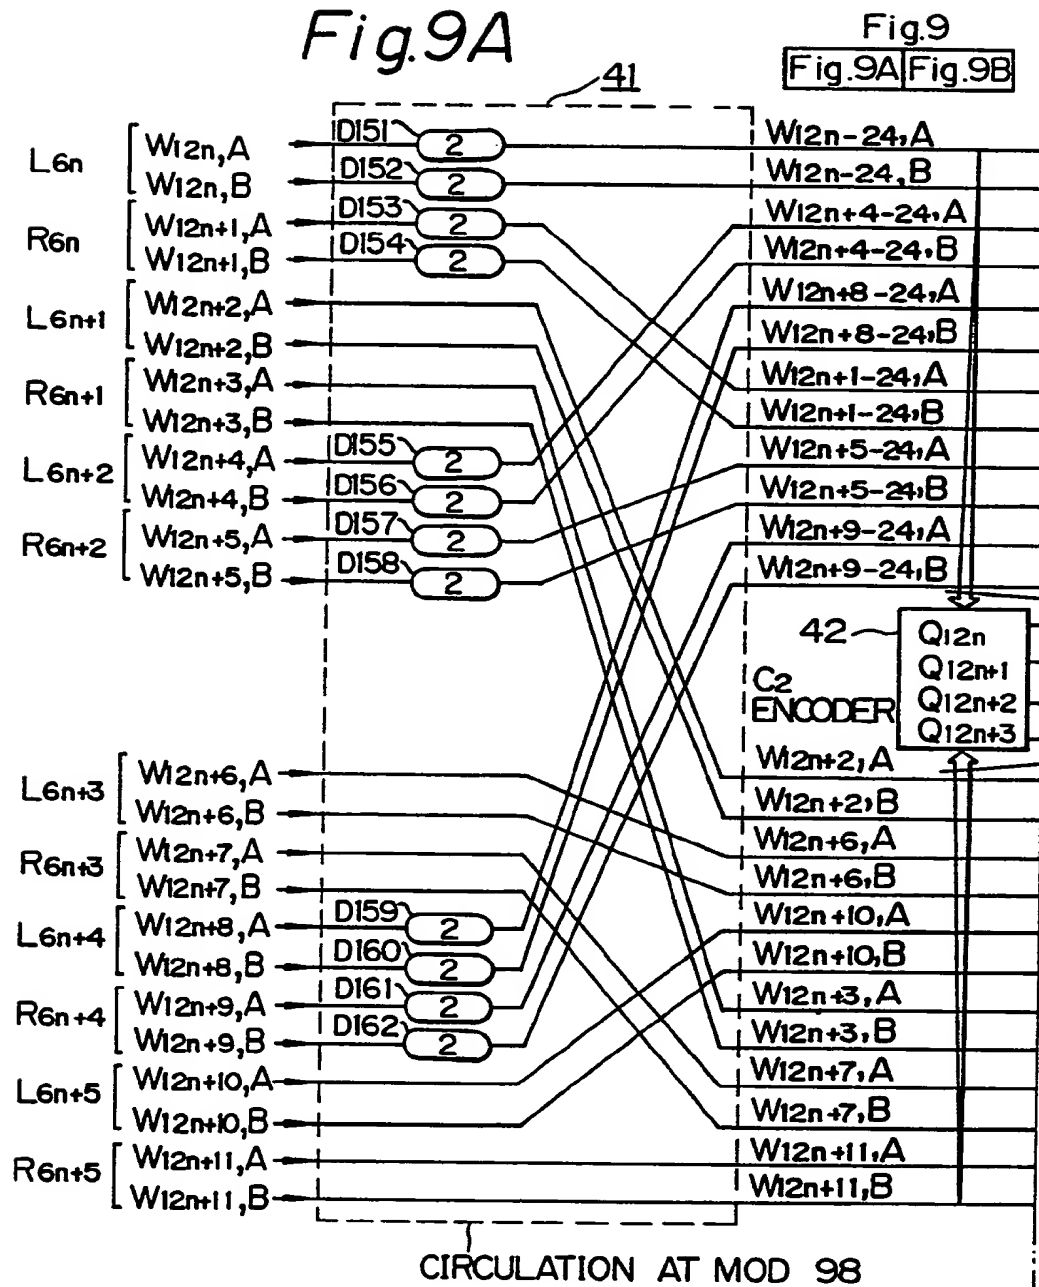 Fig.9A
Fig.9
Fig.9A Fig.9B
41
L6n
W12n,A
D151
2
W12n-24,A
W12n,B
D152
2
W12n-24,B
R6n
W12n+1,A
D153
2
W12n+4-24,A
W12n+1,B
D154
2
W12n+4-24,B
L6n+1
W12n+2,A
W12n+8-24,A
W12n+2,B
W12n+8-24,B
R6n+1
W12n+3,A
W12n+1-24,A
W12n+3,B
W12n+1-24,B
L6n+2
W12n+4,A
D155
2
W12n+5-24,A
W12n+4,B
D156
2
W12n+5-24,B
R6n+2
W12n+5,A
D157
2
W12n+9-24,A
W12n+5,B
D158
2
W12n+9-24,B
42
Q12n
Q12n+1
Q12n+2
Q12n+3
C2
ENCODER
L6n+3
W12n+6,A
W12n+2,A
W12n+6,B
W12n+2,B
R6n+3
W12n+7,A
W12n+6,A
W12n+7,B
W12n+6,B
L6n+4
W12n+8,A
D159
2
W12n+10,A
W12n+8,B
D160
2
W12n+10,B
R6n+4
W12n+9,A
D161
2
W12n+3,A
W12n+9,B
D162
2
W12n+3,B
L6n+5
W12n+10,A
W12n+7,A
W12n+10,B
W12n+7,B
R6n+5
W12n+11,A
W12n+11,A
W12n+11,B
W12n+11,B
CIRCULATION AT MOD 98